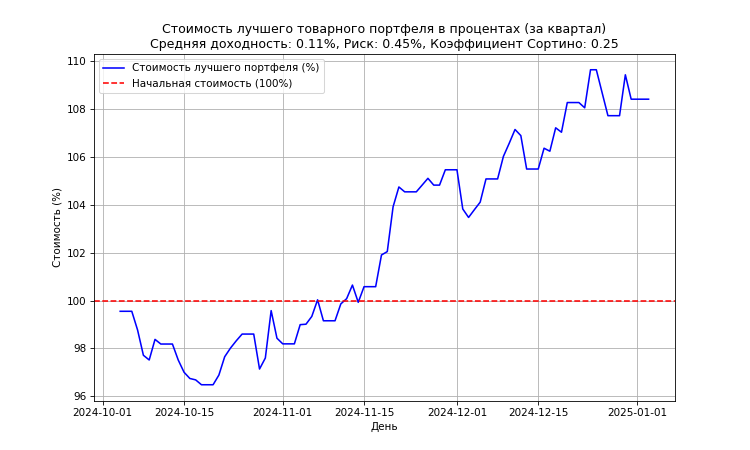 Стоимость лучшего товарного портфеля в процентах (за квартал)
Средняя доходность: 0.11%, Риск: 0.45%, Коэффициент Сортино: 0.25
Стоимость лучшего портфеля (%)
Начальная стоимость (100%)
Стоимость (%)
110
108
106
104
102
100
98
96
2024-10-01
2024-10-15
2024-11-01
2024-11-15
2024-12-01
2024-12-15
2025-01-01
День